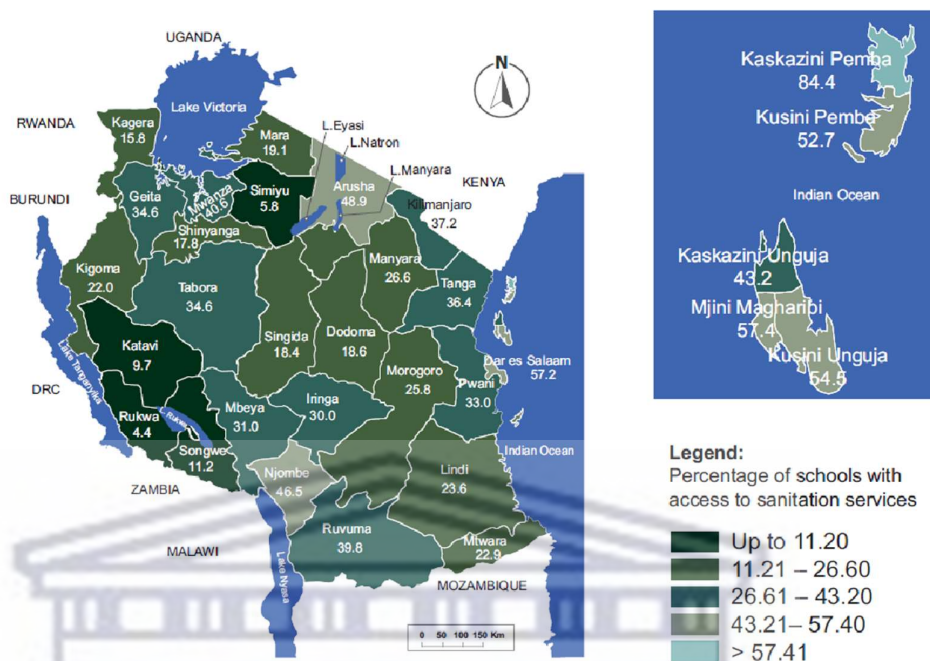 UGANDA
N
Lake Victoria
RWANDA
Kagera
15.8
Mara
19.1
L.Eyasi
L.Natron
L.Manyara
KENYA
BURUNDI
Geita
34.6
Mwanza
40.6
Simiyu
5.8
Arusha
48.9
Kilimanjaro
37.2
Shinyanga
17.8
Kigoma
22.0
Tabora
34.6
Manyara
26.6
Tanga
36.4
Singida
18.4
Dodoma
18.6
Katavi
9.7
Dar es Salaam
57.2
Morogoro
25.8
Pwani
33.0
Lake Tanganyika
DRC
Rukwa
4.4
L. Rukwa
Mbeya
31.0
Iringa
30.0
Songwe
11.2
Njombe
46.5
Lindi
23.6
Indian Ocean
ZAMBIA
MALAWI
Lake Nyasa
Ruvuma
39.8
Mtwara
22.9
MOZAMBIQUE
0 50 100 150 Km
Kaskazini Pemba
84.4
Kusini Pemba
52.7
Indian Ocean
Kaskazini Unguja
43.2
Mjini Magharibi
57.4
Kusini Unguja
54.5
Legend:
Percentage of schools with
access to sanitation services
Up to 11.20
11.21 – 26.60
26.61 – 43.20
43.21– 57.40
> 57.41